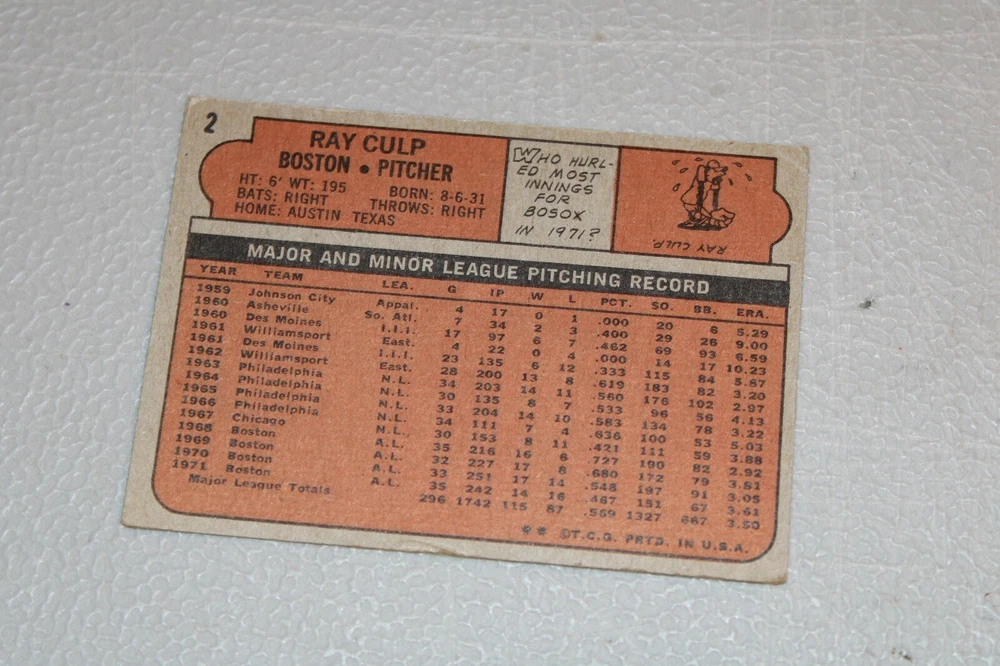 2
RAY CULP
BOSTON • PITCHER
HT: 6' WT: 195 BORN: 8-6-31
BATS: RIGHT THROWS: RIGHT
HOME: AUSTIN TEXAS
WHO HURL-
ED MOST
INNINGS
FOR
BOSOX
IN 1971?
RAY CULP
MAJOR AND MINOR LEAGUE PITCHING RECORD
YEAR TEAM LEA. G IP W L PCT. SO. BB. ERA.
1959 Johnson City Appal. 4 17 0 1 .000 20 6 5.29
1960 Asheville So. Atl. 7 34 2 3 .400 29 26 9.00
1960 Des Moines I.I.I. 17 97 6 7 .462 69 93 6.59
1961 Williamsport East. 4 22 0 4 .000 14 17 10.23
1961 Des Moines I.I.I. 23 135 6 12 .333 115 84 5.87
1962 Williamsport East. 28 200 13 8 .619 183 82 3.20
1963 Philadelphia N.L. 34 203 14 11 .560 176 102 2.97
1964 Philadelphia N.L. 30 135 8 7 .533 96 56 4.13
1965 Philadelphia N.L. 33 204 14 10 .583 134 78 3.22
1966 Philadelphia N.L. 34 111 7 4 .636 100 53 5.03
1967 Chicago N.L. 30 153 8 11 .421 111 59 3.88
1968 Boston A.L. 35 216 16 6 .727 190 82 2.92
1969 Boston A.L. 32 227 17 8 .680 172 79 3.81
1970 Boston A.L. 33 251 17 14 .548 197 91 3.05
1971 Boston A.L. 35 242 14 16 .467 151 67 3.61
Major League Totals 296 1742 115 87 .569 1327 667 3.50
** ©T.C.G. PRTD. IN U.S.A.